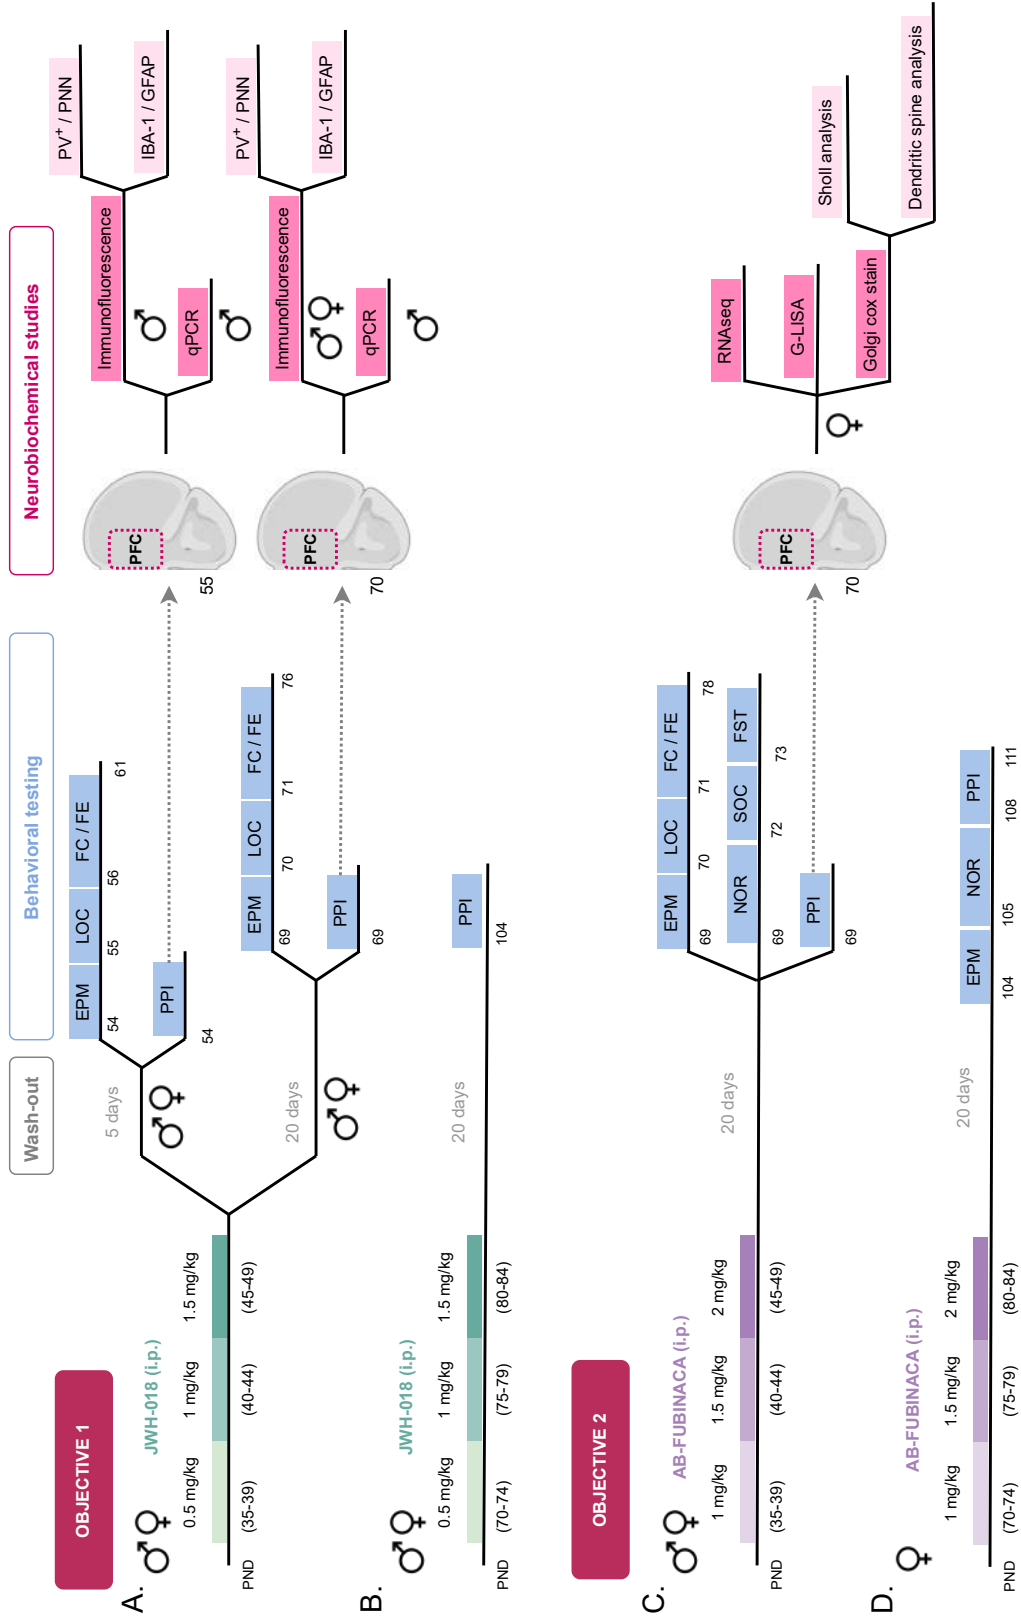 Wash-out
Behavioral testing
Neurobiochemical studies
OBJECTIVE 1
A.
JWH-018 (i.p.)
0.5 mg/kg
1 mg/kg
1.5 mg/kg
PND
(35-39)
(40-44)
(45-49)
5 days
EPM
LOC
FC / FE
54
55
56
61
PPI
54
PFC
55
Immunofluorescence
PV+ / PNN
IBA-1 / GFAP
qPCR
20 days
EPM
LOC
FC / FE
69
70
71
76
PPI
69
PFC
70
Immunofluorescence
PV+ / PNN
IBA-1 / GFAP
qPCR
B.
JWH-018 (i.p.)
0.5 mg/kg
1 mg/kg
1.5 mg/kg
PND
(70-74)
(75-79)
(80-84)
20 days
PPI
104
OBJECTIVE 2
C.
AB-FUBINACA (i.p.)
1 mg/kg
1.5 mg/kg
2 mg/kg
PND
(35-39)
(40-44)
(45-49)
20 days
EPM
LOC
FC / FE
69
70
71
78
NOR
SOC
FST
69
72
73
PPI
69
PFC
70
RNAseq
G-LISA
Golgi cox stain
Sholl analysis
Dendritic spine analysis
D.
AB-FUBINACA (i.p.)
1 mg/kg
1.5 mg/kg
2 mg/kg
PND
(70-74)
(75-79)
(80-84)
20 days
EPM
NOR
PPI
104
105
108
111